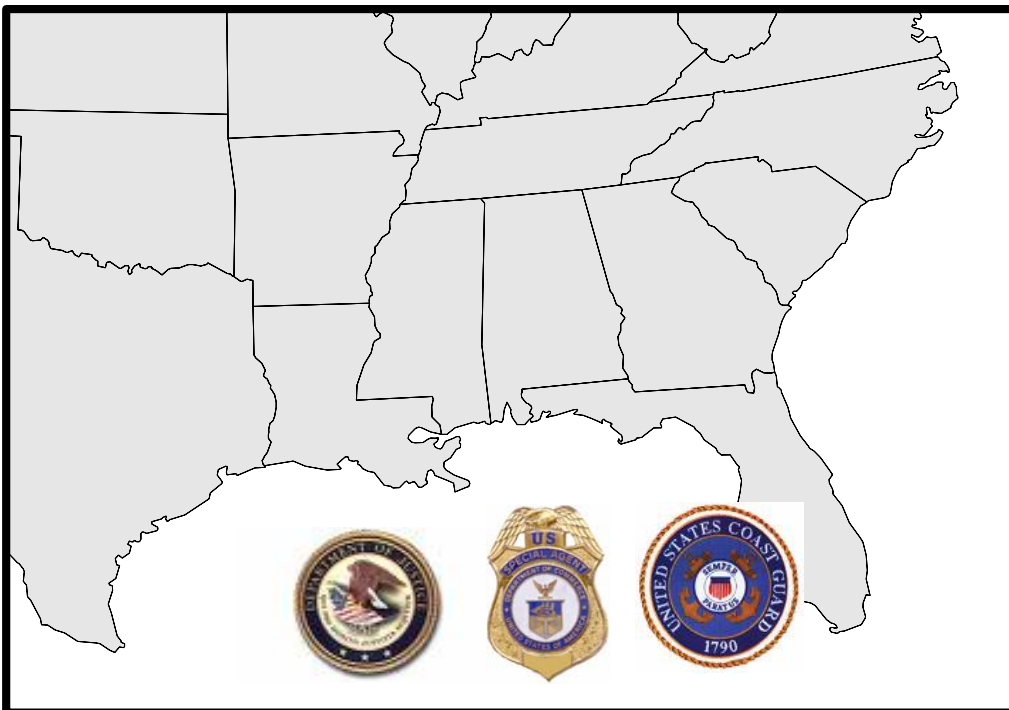 DEPARTMENT OF JUSTICE
US
SPECIAL AGENT
DEPARTMENT OF COMMERCE
UNITED STATES OF AMERICA
UNITED STATES COAST GUARD
SEMPER
PARATUS
1790